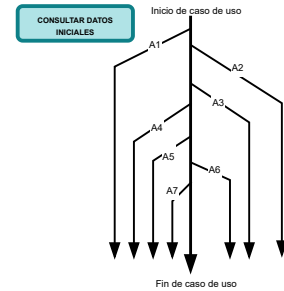 Inicio de caso de uso
CONSULTAR DATOS
INICIALES
A1
A2
A3
A4
A5
A6
A7
Fin de caso de uso